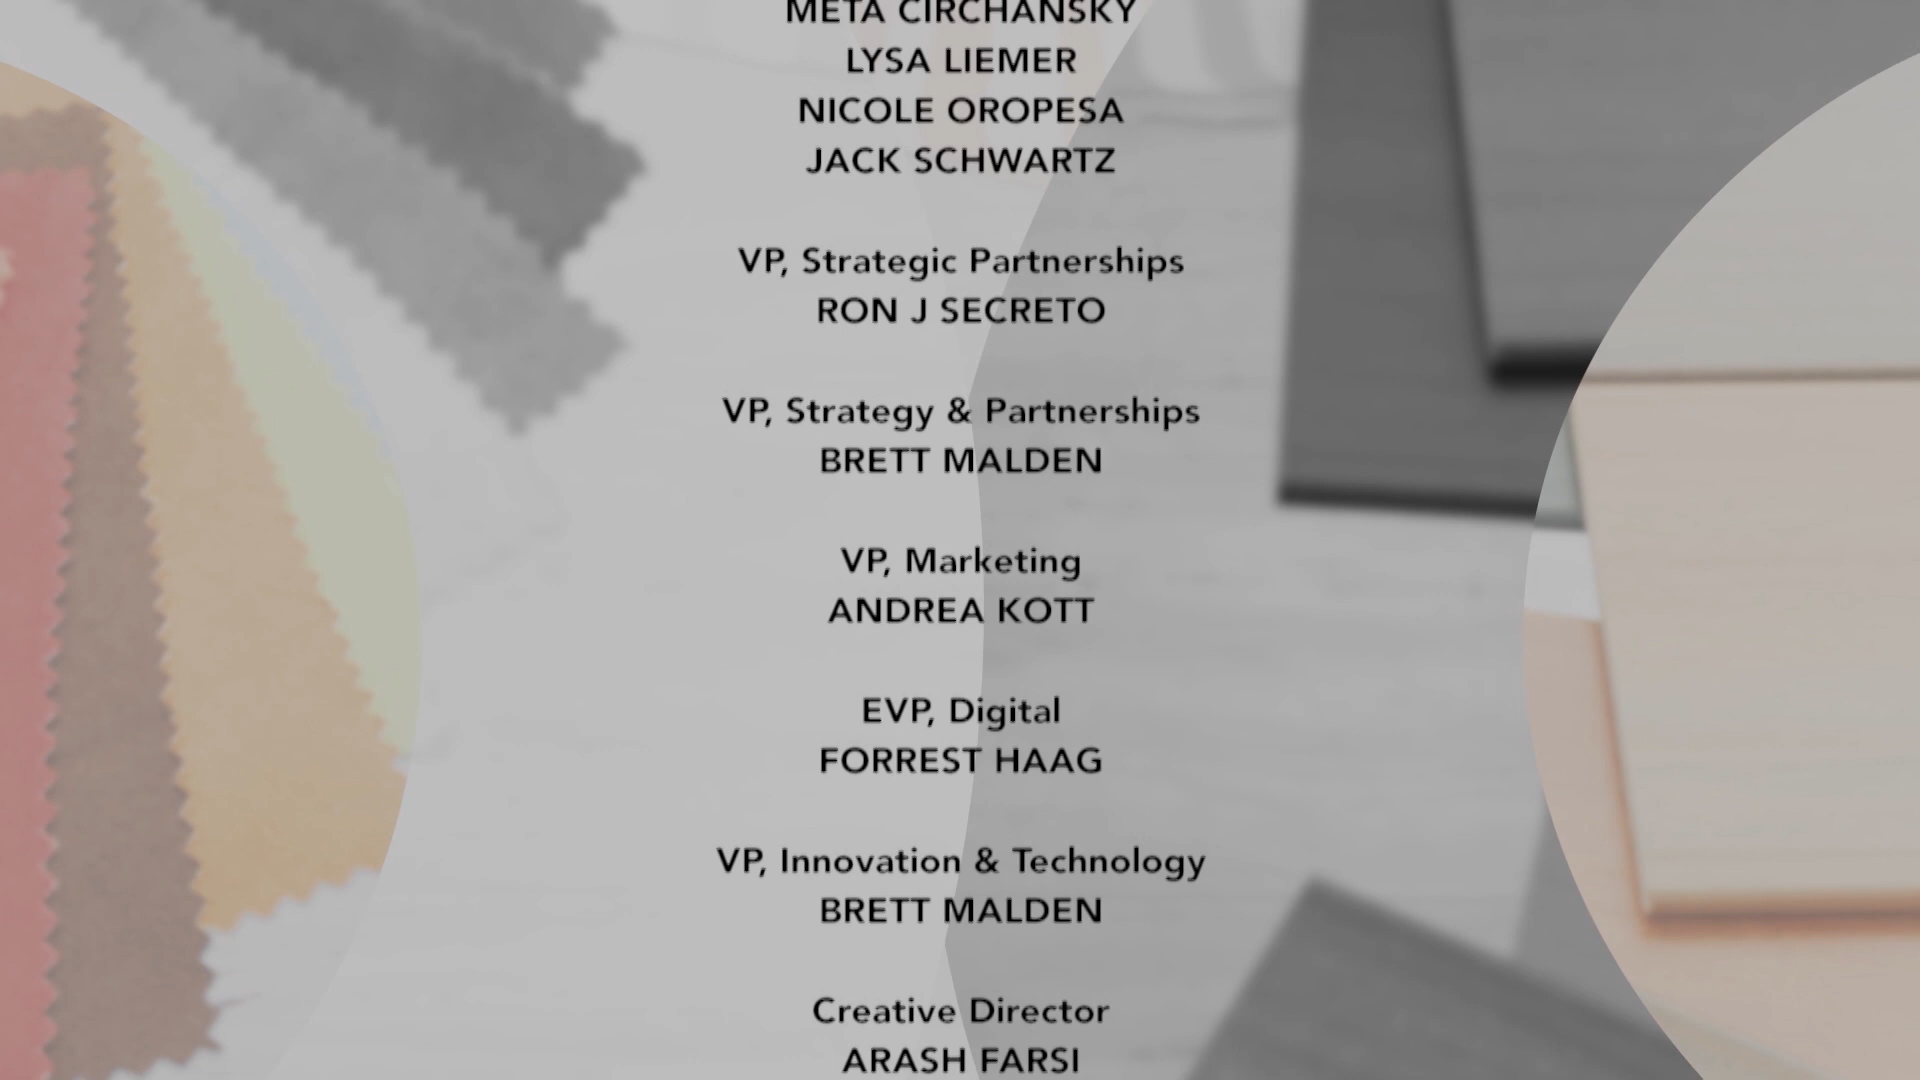 META CIRCHANSKY
LYSA LIEMER
NICOLE OROPESA
JACK SCHWARTZ
VP, Strategic Partnerships
RON J SECRETO
VP, Strategy & Partnerships
BRETT MALDEN
VP, Marketing
ANDREA KOTT
EVP, Digital
FORREST HAAG
VP, Innovation & Technology
BRETT MALDEN
Creative Director
ARASH FARSI